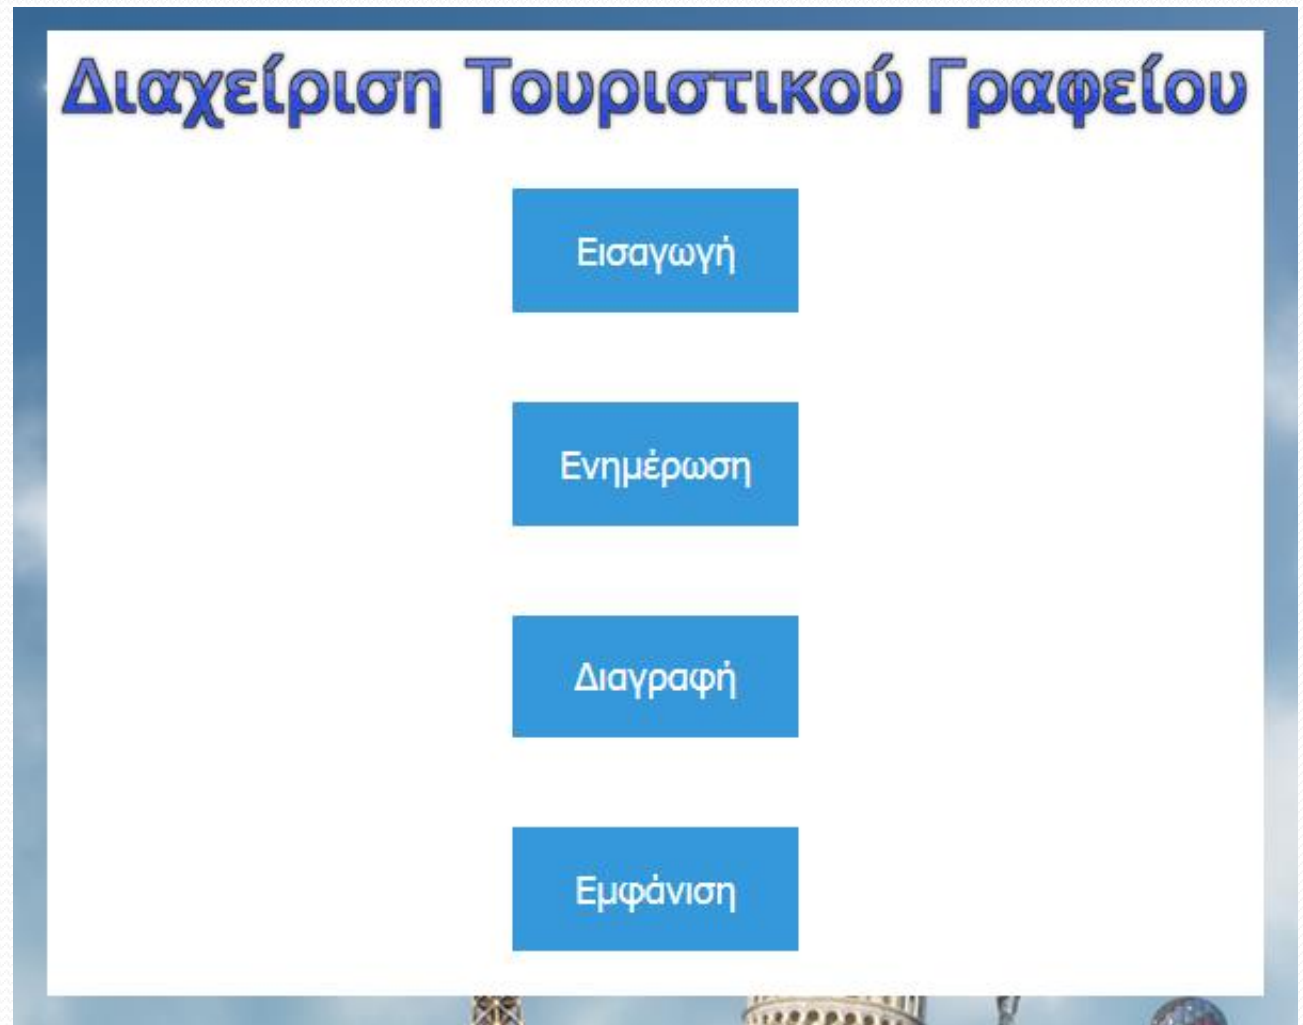 Διαχείριση Τουριστικού Γραφείου
Εισαγωγή
Ενημέρωση
Διαγραφή
Εμφάνιση